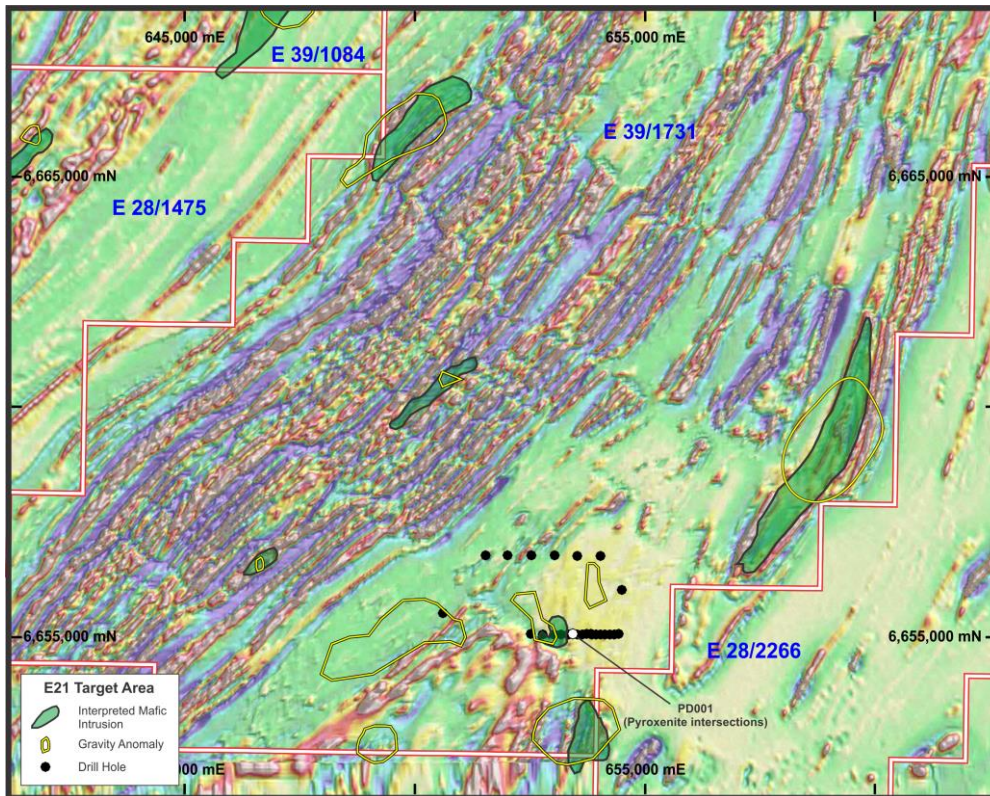 645,000 mE
655,000 mE
E 39/1084
E 39/1731
6,665,000 mN
6,665,000 mN
E 28/1475
6,655,000 mN
6,655,000 mN
E 28/2266
E21 Target Area
Interpreted Mafic
Intrusion
Gravity Anomaly
Drill Hole
PD001
(Pyroxenite intersections)
000 mE
655,000 mE